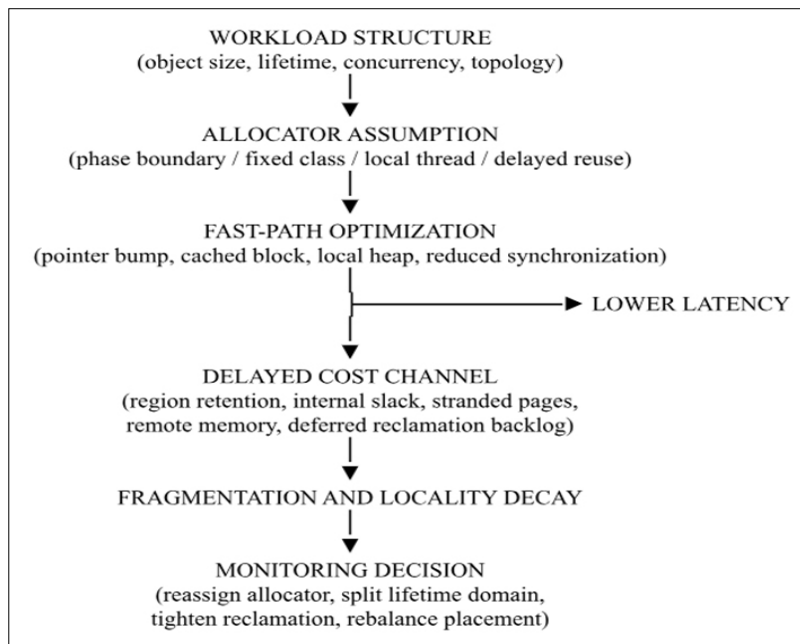 WORKLOAD STRUCTURE
(object size, lifetime, concurrency, topology)
ALLOCATOR ASSUMPTION
(phase boundary / fixed class / local thread / delayed reuse)
FAST-PATH OPTIMIZATION
(pointer bump, cached block, local heap, reduced synchronization)
LOWER LATENCY
DELAYED COST CHANNEL
(region retention, internal slack, stranded pages,
remote memory, deferred reclamation backlog)
FRAGMENTATION AND LOCALITY DECAY
MONITORING DECISION
(reassign allocator, split lifetime domain,
tighten reclamation, rebalance placement)